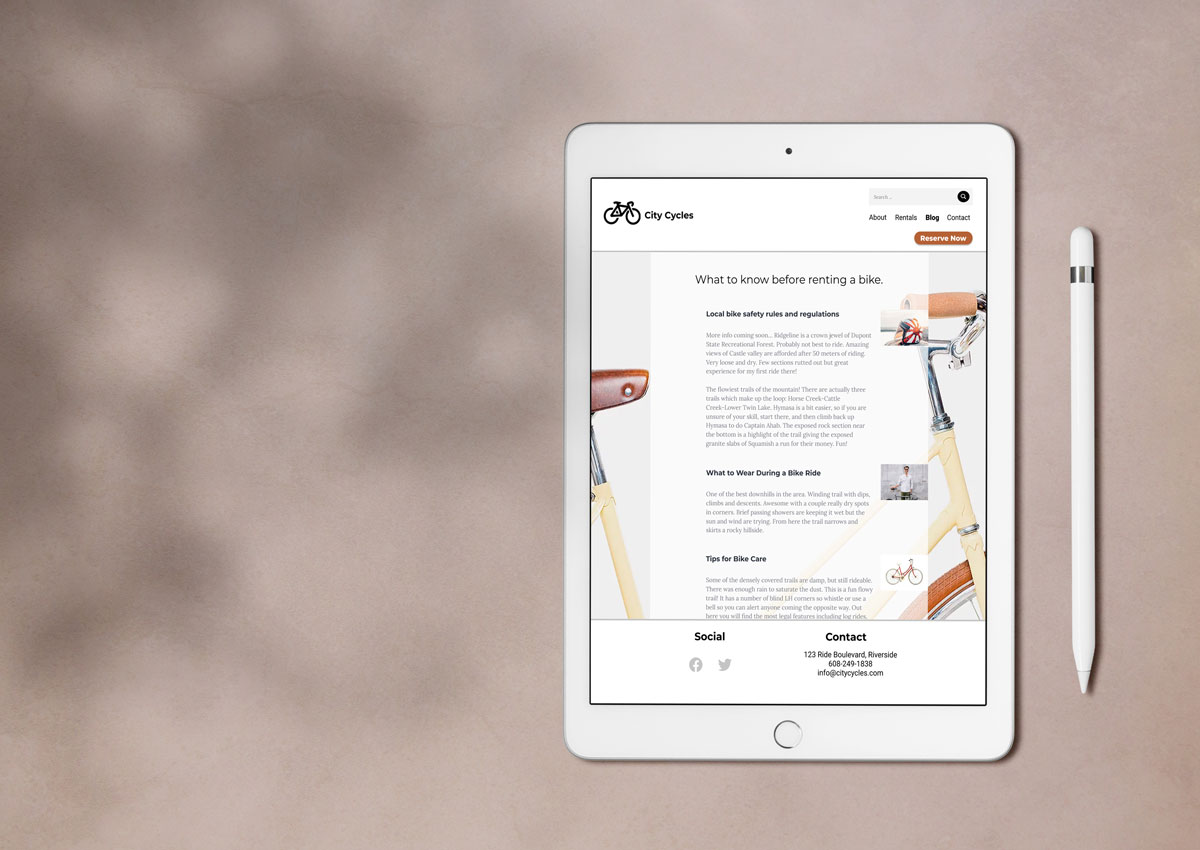 Search ...
City Cycles
About Rentals Blog Contact
Reserve Now
What to know before renting a bike.
Local bike safety rules and regulations
More info coming soon... Ridgeline is a crown jewel of Dupont
State Recreational Forest. Probably not best to ride. Amazing
views of Castle valley are afforded after 50 meters of riding.
Very loose and dry. Few sections rutted out but great
experience for my first ride there!
The flowiest trails of the mountain! There are actually three
trails which make up the loop: Horse Creek-Cattle
Creek-Lower Twin Lake. Hymasa is a bit easier, so if you are
unsure of your skill, start there, and then climb back up
Hymasa to do Captain Ahab. The exposed rock section near
the bottom is a highlight of the trail giving the exposed
granite slabs of Squamish a run for their money. Fun!
What to Wear During a Bike Ride
One of the best downhills in the area. Winding trail with dips,
climbs and descents. Awesome with a couple really dry spots
in corners. Brief passing showers are keeping it wet but the
sun and wind are trying. From here the trail narrows and
skirts a rocky hillside.
Tips for Bike Care
Some of the densely covered trails are damp, but still rideable.
There was enough rain to saturate the dust. This is a fun flowy
trail! It has a number of blind LH corners so whistle or use a
bell so you can alert anyone coming the opposite way. Out
here you will find the most legal features including log rides,
Social
Contact
123 Ride Boulevard, Riverside
608-249-1838
info@citycycles.com